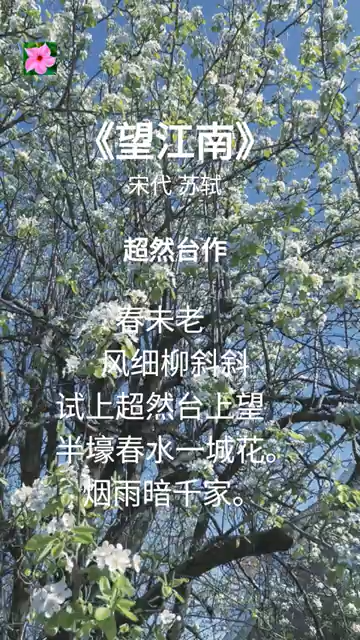 《望江南》
宋代 苏轼
超然台作
春未老
风细柳斜斜
试上超然台上望
半壕春水一城花。
烟雨暗千家。